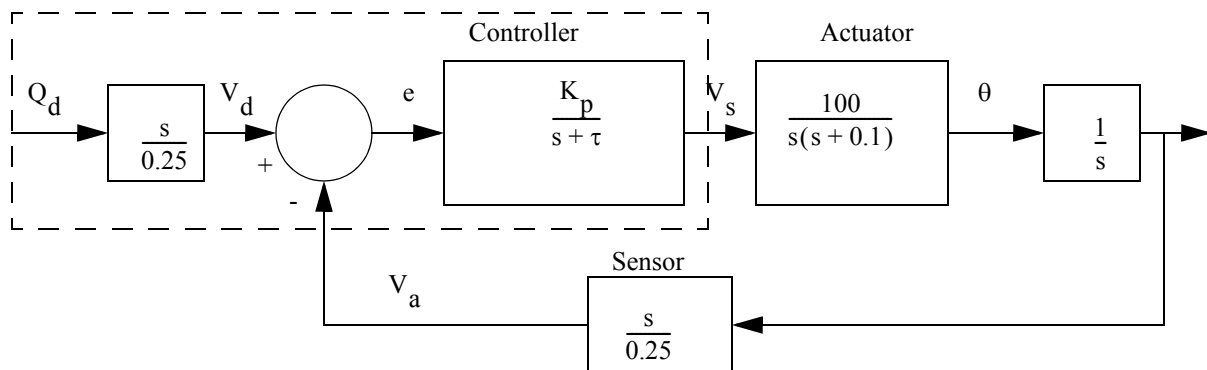 Controller
Actuator
Q_d
s
0.25
V_d
+
-
e
K_p
s + τ
V_s
100
s(s + 0.1)
θ
1
s
Sensor
V_a
s
0.25